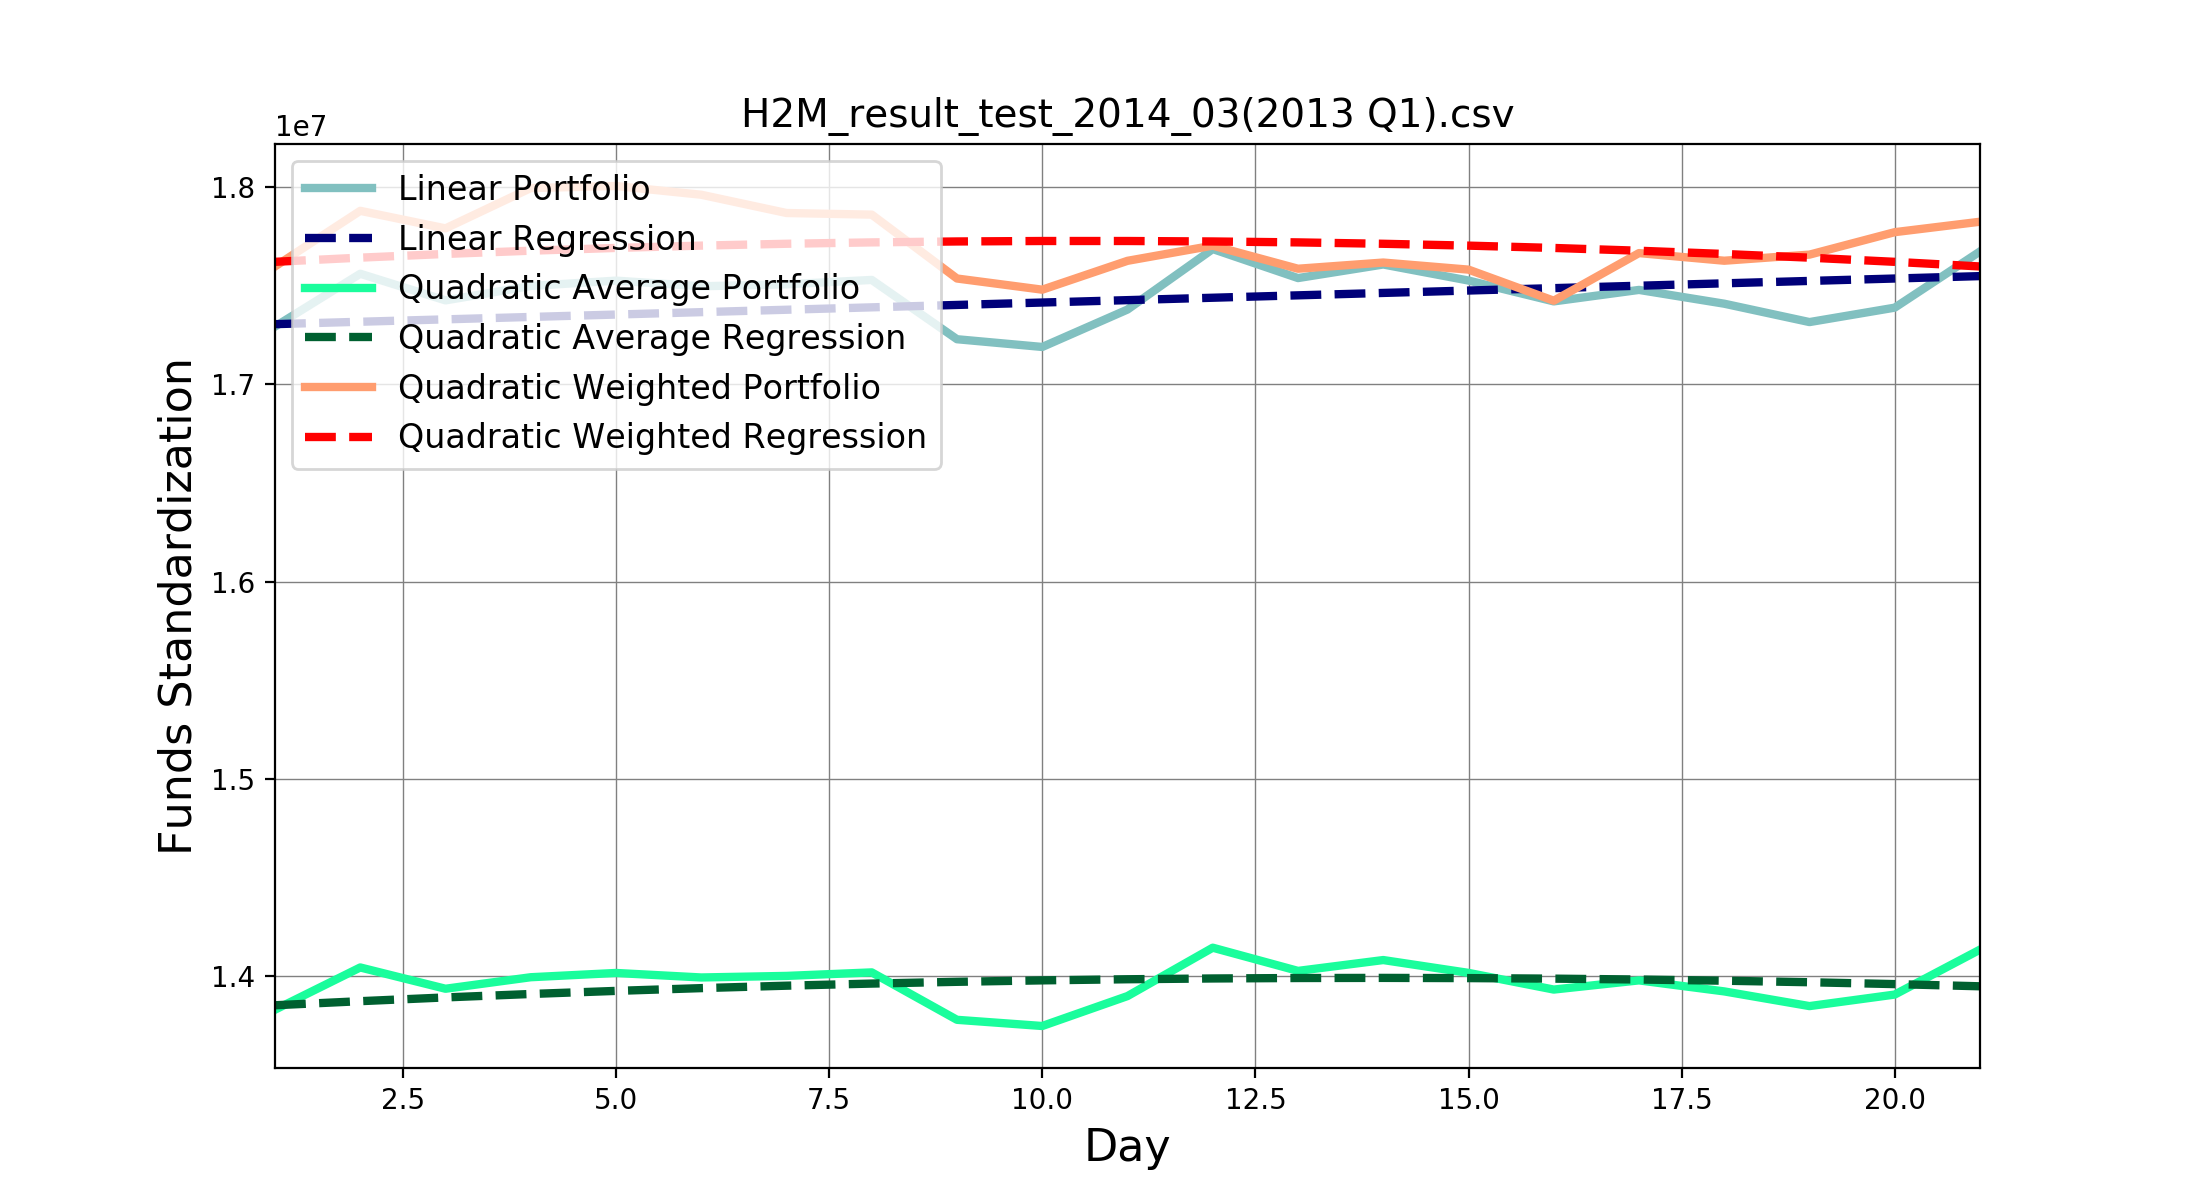 H2M_result_test_2014_03(2013 Q1).csv
1e7
Linear Portfolio
Linear Regression
Quadratic Average Portfolio
Quadratic Average Regression
Quadratic Weighted Portfolio
Quadratic Weighted Regression
1.8
1.7
1.6
1.5
1.4
Funds Standardization
2.5 5.0 7.5 10.0 12.5 15.0 17.5 20.0
Day